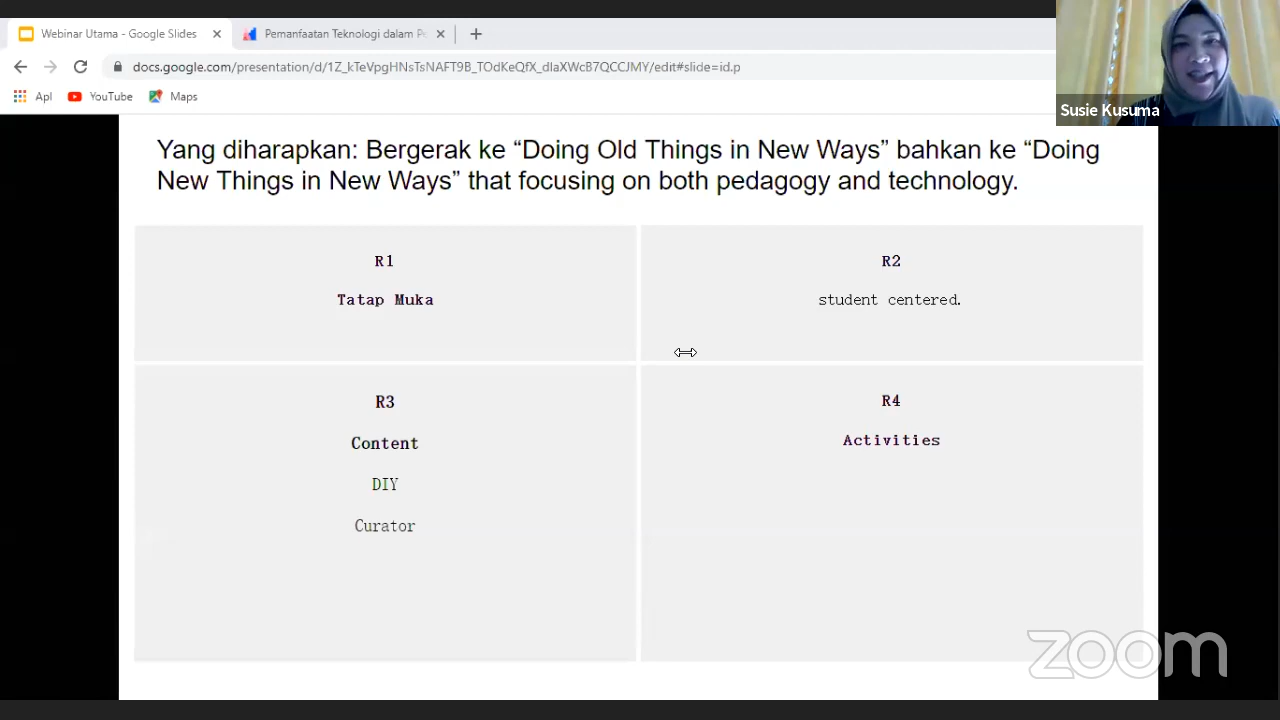 Webinar Utama - Google Slides
Pemanfaatan Teknologi dalam
docs.google.com/presentation/d/1Z_kTeVpgHNsTsNAFT9B_TOdKeQfX_dIaXWcB7QCCJMY/edit#slide=id.p
Apl
YouTube
Maps
Susie Kusuma
Yang diharapkan: Bergerak ke “Doing Old Things in New Ways” bahkan ke “Doing
New Things in New Ways” that focusing on both pedagogy and technology.
R1
Tatap Muka
R2
student centered.
R3
Content
DIY
Curator
R4
Activities
zoom